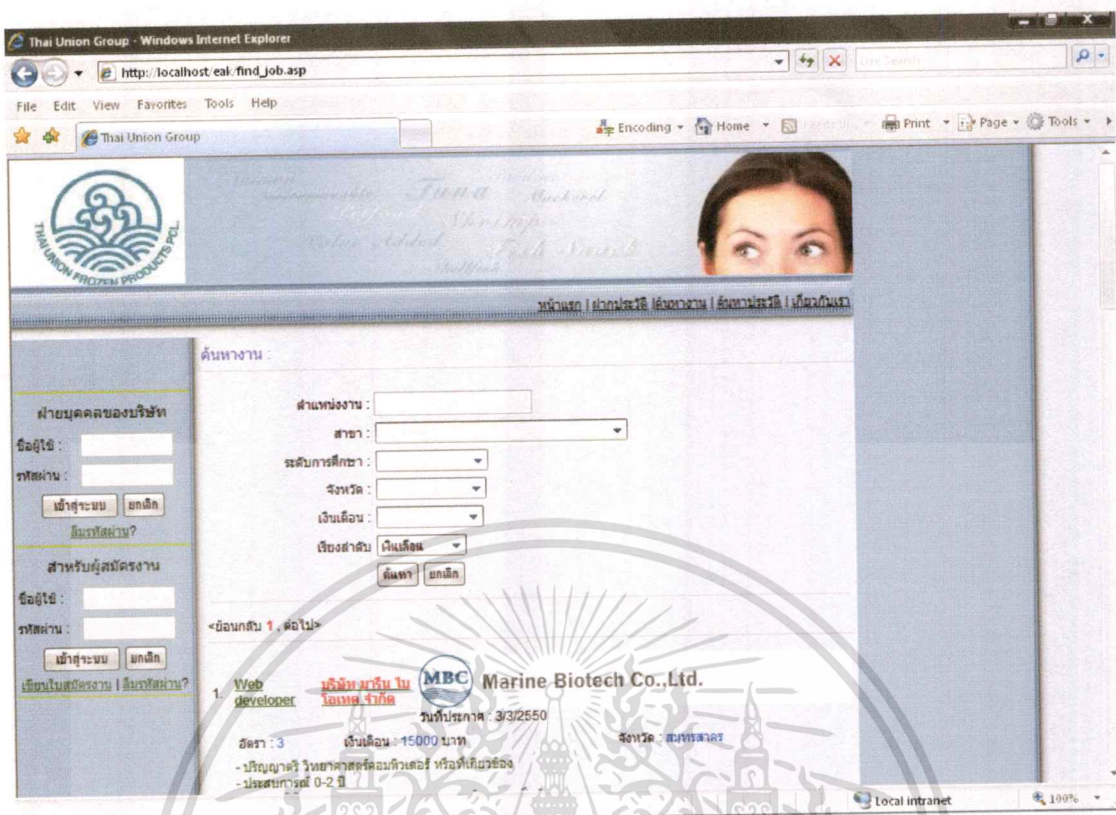 Thai Union Group - Windows Internet Explorer
http://localhost/eak/find_job.asp
Live Search
File Edit View Favorites Tools Help
Thai Union Group
Encoding Home Print Page Tools
THAI UNION FROZEN PRODUCTS PCL.
Tuna
Mackerel
Shrimp
Value Added
Fish Snack
Shellfish
หน้าแรก | ฝากประวัติ |ค้นหางาน | ค้นหาประวัติ | เกี่ยวกับเรา
ค้นหางาน :
ตำแหน่งงาน :
สาขา :
ระดับการศึกษา :
จังหวัด :
เงินเดือน :
เรียงลำดับ เงินเดือน
ค้นหา ยกเลิก
ฝ่ายบุคคลของบริษัท
ชื่อผู้ใช้ :
รหัสผ่าน :
เข้าสู่ระบบ ยกเลิก
ลืมรหัสผ่าน?
สำหรับผู้สมัครงาน
ชื่อผู้ใช้ :
รหัสผ่าน :
เข้าสู่ระบบ ยกเลิก
เขียนใบสมัครงาน | ลืมรหัสผ่าน?
<ย้อนกลับ 1 , ต่อไป>
1. Web developer บริษัท มารีน ไบโอเทค จำกัด MBC Marine Biotech Co.,Ltd.
วันที่ประกาศ : 3/3/2550
อัตรา : 3 เงินเดือน : 15000 บาท จังหวัด : สมุทรสาคร
- ปริญญาตรี วิทยาศาสตร์คอมพิวเตอร์ หรือที่เกี่ยวข้อง
- ประสบการณ์ 0-2 ปี
Local intranet 100%